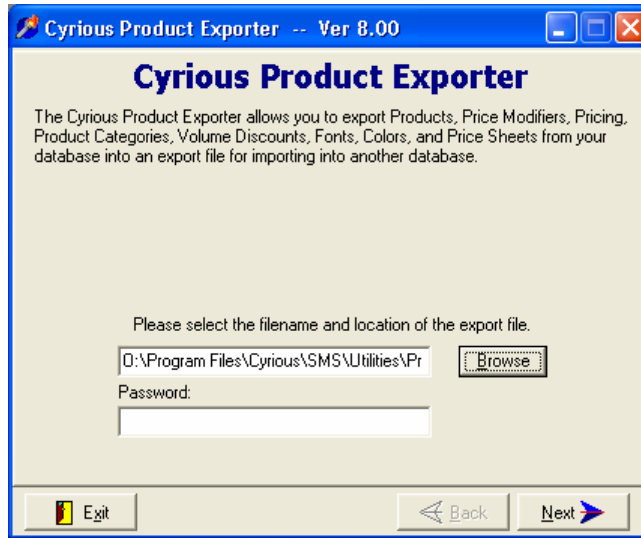 Cyrious Product Exporter -- Ver 8.00
Cyrious Product Exporter
The Cyrious Product Exporter allows you to export Products, Price Modifiers, Pricing,
Product Categories, Volume Discounts, Fonts, Colors, and Price Sheets from your
database into an export file for importing into another database.
Please select the filename and location of the export file.
O:\Program Files\Cyrious\SMS\Utilities\Pr
Browse
Password:
Exit
Back
Next